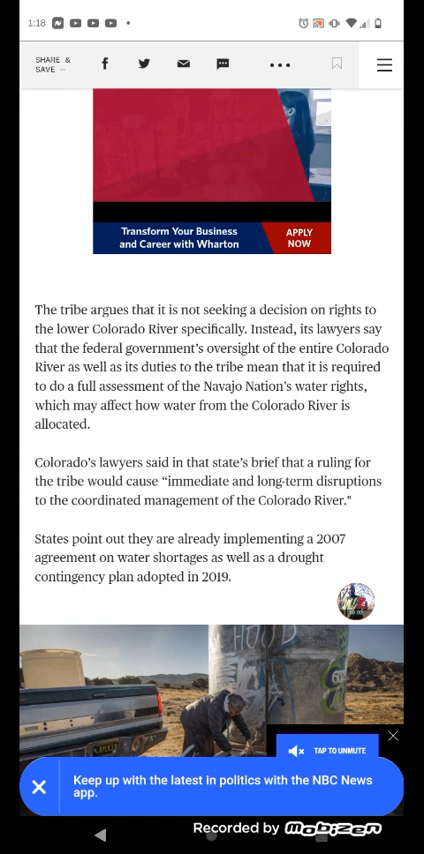 1:18
SHARE &
SAVE —
Transform Your Business
and Career with Wharton
APPLY
NOW
The tribe argues that it is not seeking a decision on rights to
the lower Colorado River specifically. Instead, its lawyers say
that the federal government’s oversight of the entire Colorado
River as well as its duties to the tribe mean that it is required
to do a full assessment of the Navajo Nation’s water rights,
which may affect how water from the Colorado River is
allocated.
Colorado’s lawyers said in that state’s brief that a ruling for
the tribe would cause “immediate and long-term disruptions
to the coordinated management of the Colorado River."
States point out they are already implementing a 2007
agreement on water shortages as well as a drought
contingency plan adopted in 2019.
TAP TO UNMUTE
Keep up with the latest in politics with the NBC News
app.
Recorded by Mobizen